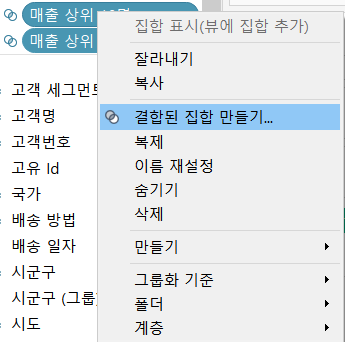 매출 상위
매출 상위
고객 세그먼트
고객명
고객번호
고유 Id
국가
배송 방법
배송 일자
시군구
시군구 (그룹)
시도
집합 표시(뷰에 집합 추가)
잘라내기
복사
결합된 집합 만들기...
복제
이름 재설정
숨기기
삭제
만들기
그룹화 기준
폴더
계층